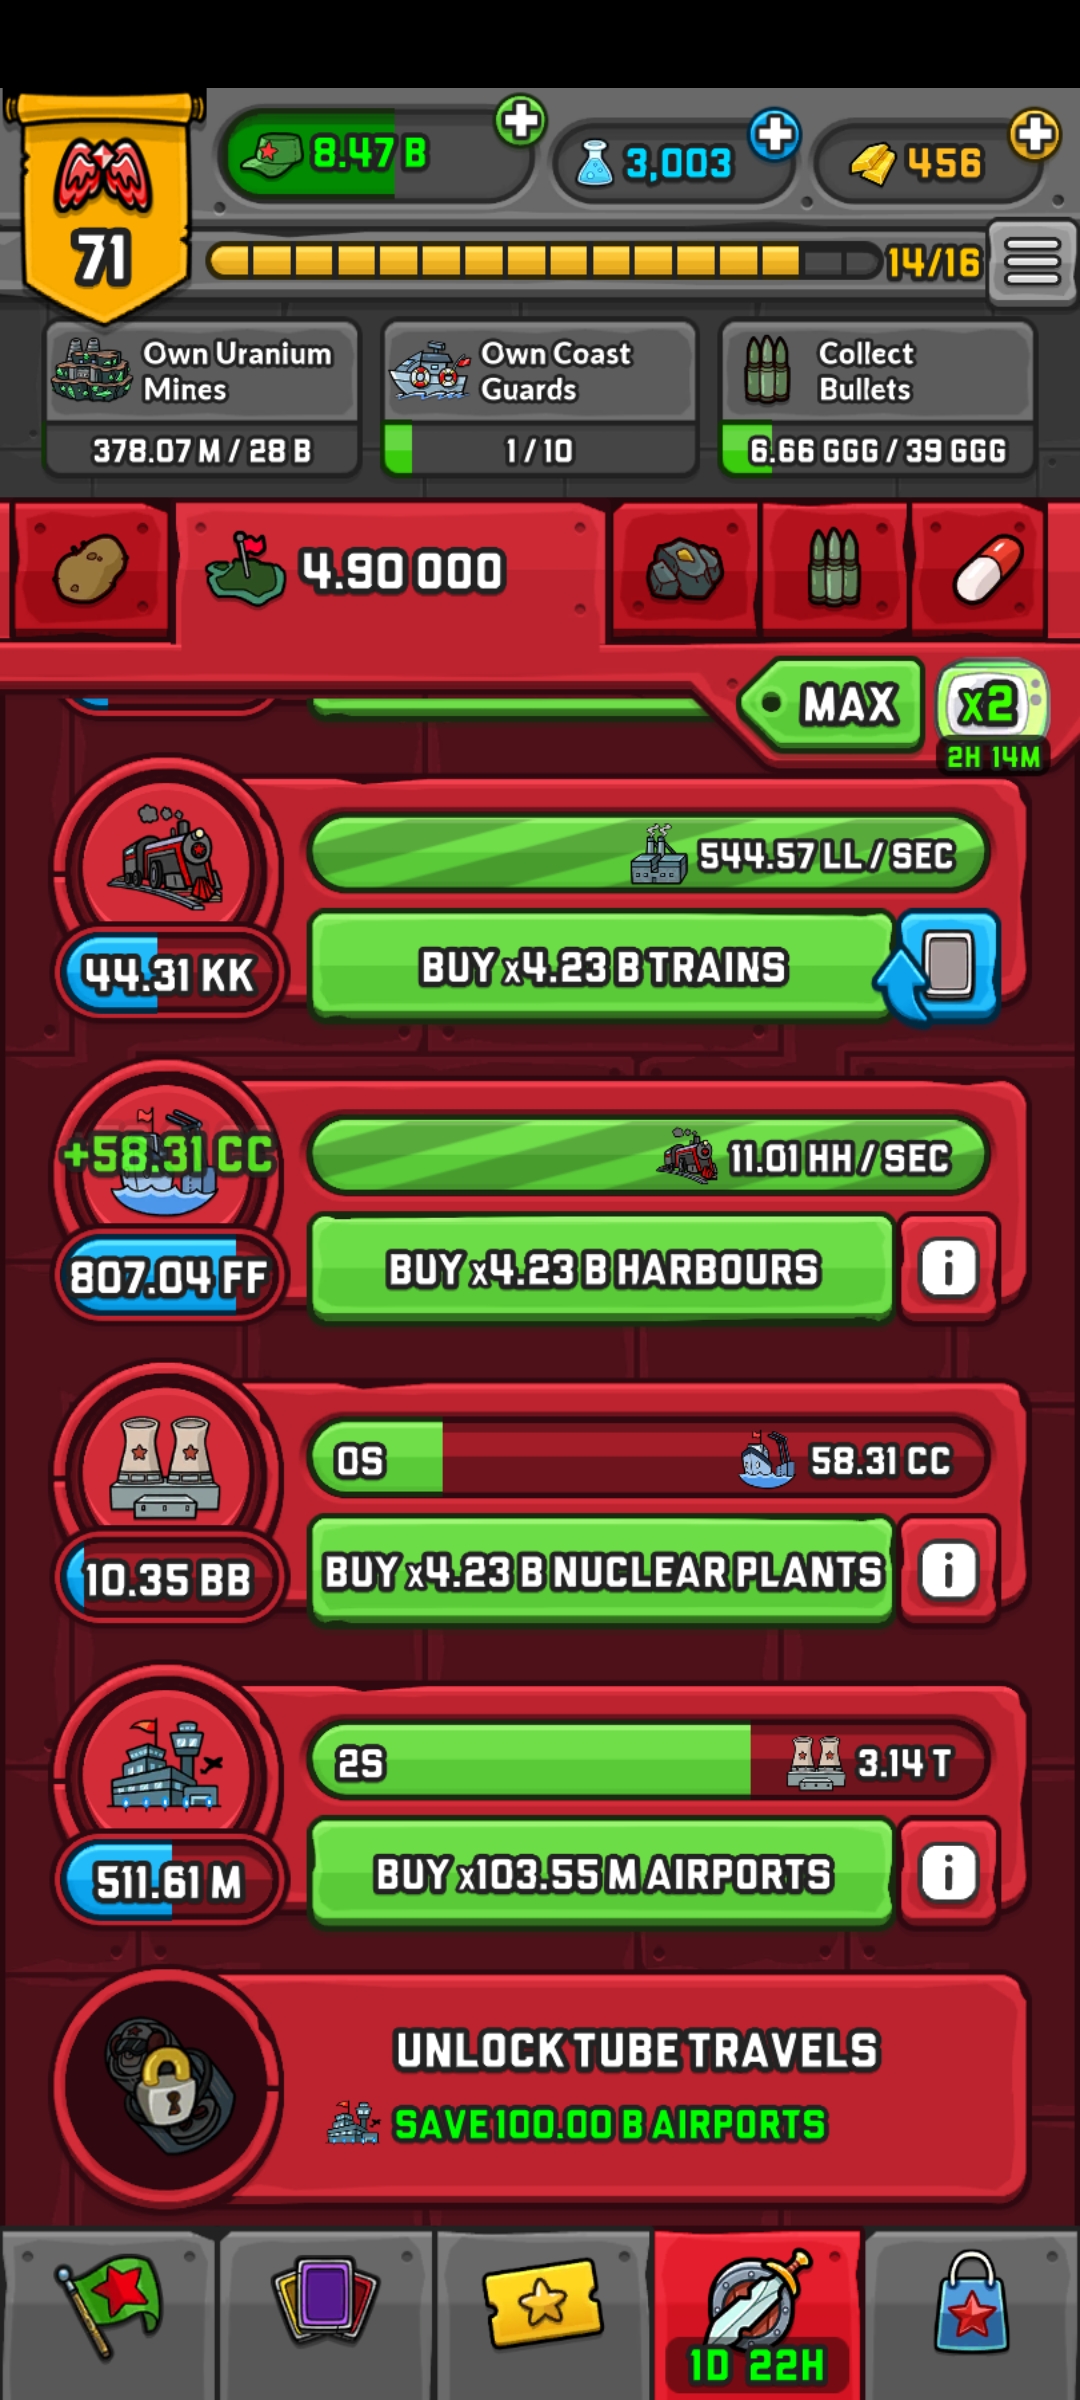 8.47 B
3,003
456
71
14/16
Own Uranium
Mines
378.07 M / 28 B
Own Coast
Guards
1 / 10
Collect
Bullets
6.66 GGG / 39 GGG
4.90 000
MAX
x2
2H 14M
544.57 LL / SEC
44.31 KK
BUY x4.23 B TRAINS
+58.31 CC
11.01 HH / SEC
807.04 FF
BUY x4.23 B HARBOURS
i
0S
58.31 CC
10.35 BB
BUY x4.23 B NUCLEAR PLANTS
i
2S
3.14 T
511.61 M
BUY x103.55 M AIRPORTS
i
UNLOCK TUBE TRAVELS
SAVE 100.00 B AIRPORTS
1D 22H